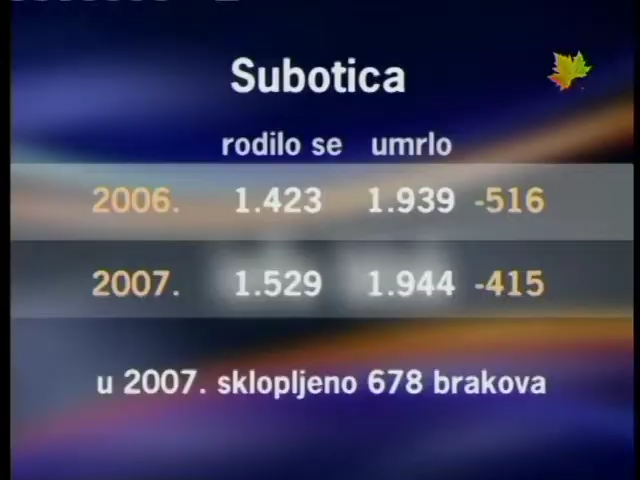 Subotica
rodilo se umrlo
2006. 1.423 1.939 -516
2007. 1.529 1.944 -415
u 2007. sklopljeno 678 brakova